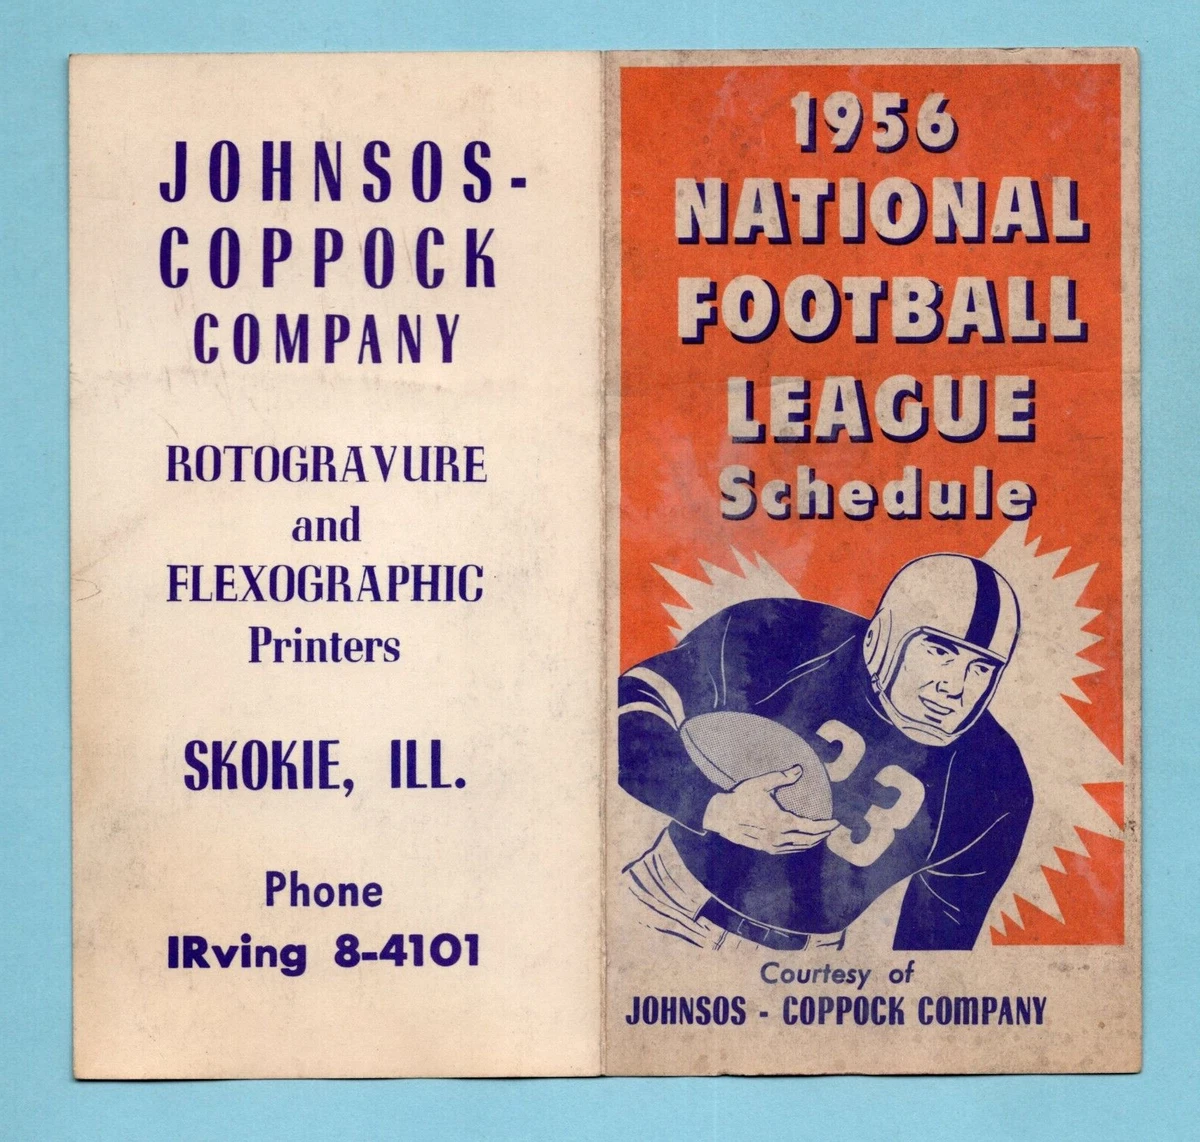 JOHNSOS-
COPPOCK
COMPANY
ROTOGRAVURE
and
FLEXOGRAPHIC
Printers
SKOKIE, ILL.
Phone
IRving 8-4101
1956
NATIONAL
FOOTBALL
LEAGUE
Schedule
33
Courtesy of
JOHNSOS - COPPOCK COMPANY